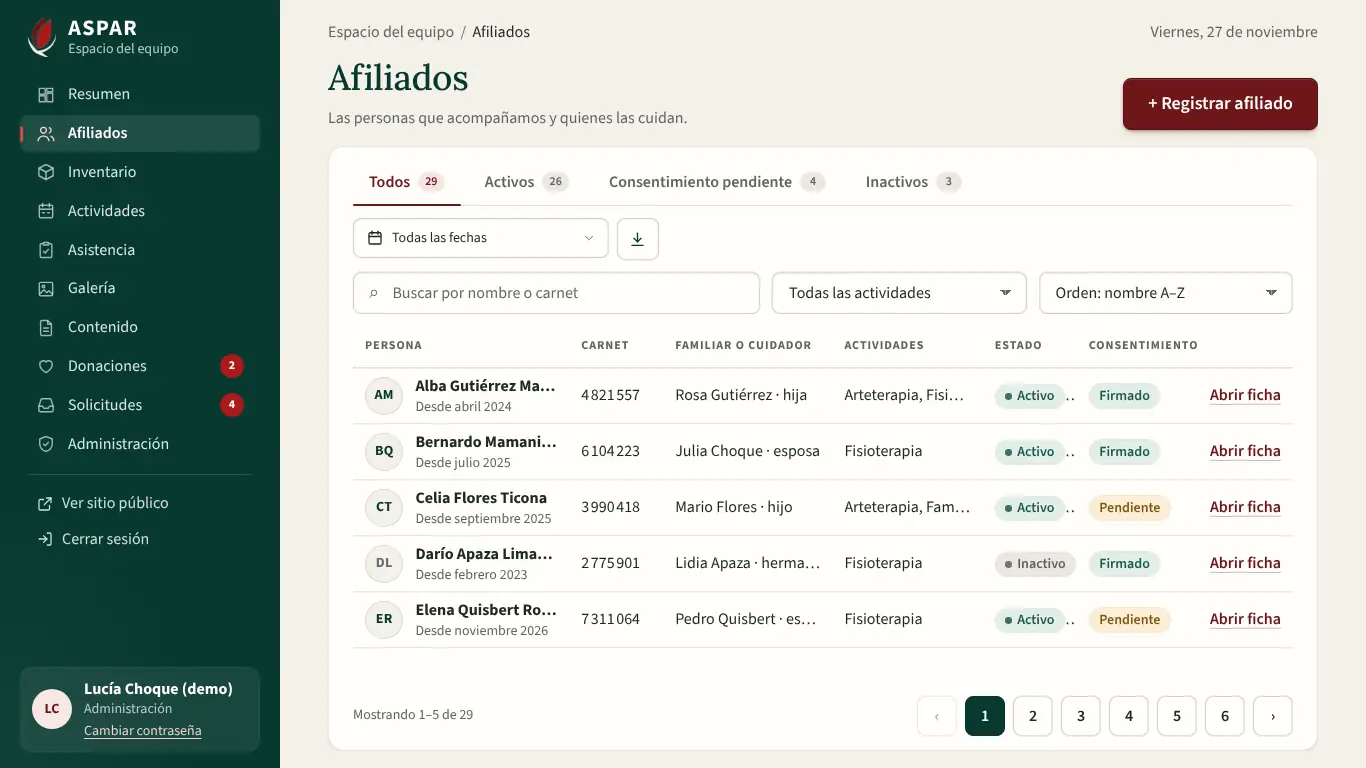 ASPAR
Espacio del equipo
Resumen
Afiliados
Inventario
Actividades
Asistencia
Galería
Contenido
Donaciones 2
Solicitudes 4
Administración
Ver sitio público
Cerrar sesión
LC
Lucía Choque (demo)
Administración
Cambiar contraseña
Espacio del equipo / Afiliados
Viernes, 27 de noviembre
Afiliados
Las personas que acompañamos y quienes las cuidan.
+ Registrar afiliado
Todos 29 Activos 26 Consentimiento pendiente 4 Inactivos 3
Todas las fechas
Buscar por nombre o carnet
Todas las actividades
Orden: nombre A–Z
PERSONA CARNET FAMILIAR O CUIDADOR ACTIVIDADES ESTADO CONSENTIMIENTO
AM Alba Gutiérrez Ma… 4821557 Rosa Gutiérrez · hija Arteterapia, Fisi… Activo .. Firmado Abrir ficha
Desde abril 2024
BQ Bernardo Mamani… 6104223 Julia Choque · esposa Fisioterapia Activo .. Firmado Abrir ficha
Desde julio 2025
CT Celia Flores Ticona 3990418 Mario Flores · hijo Arteterapia, Fam… Activo .. Pendiente Abrir ficha
Desde septiembre 2025
DL Darío Apaza Lima… 2775901 Lidia Apaza · herma… Fisioterapia Inactivo Firmado Abrir ficha
Desde febrero 2023
ER Elena Quisbert Ro… 7311064 Pedro Quisbert · es… Fisioterapia Activo .. Pendiente Abrir ficha
Desde noviembre 2026
Mostrando 1–5 de 29
‹ 1 2 3 4 5 6 ›